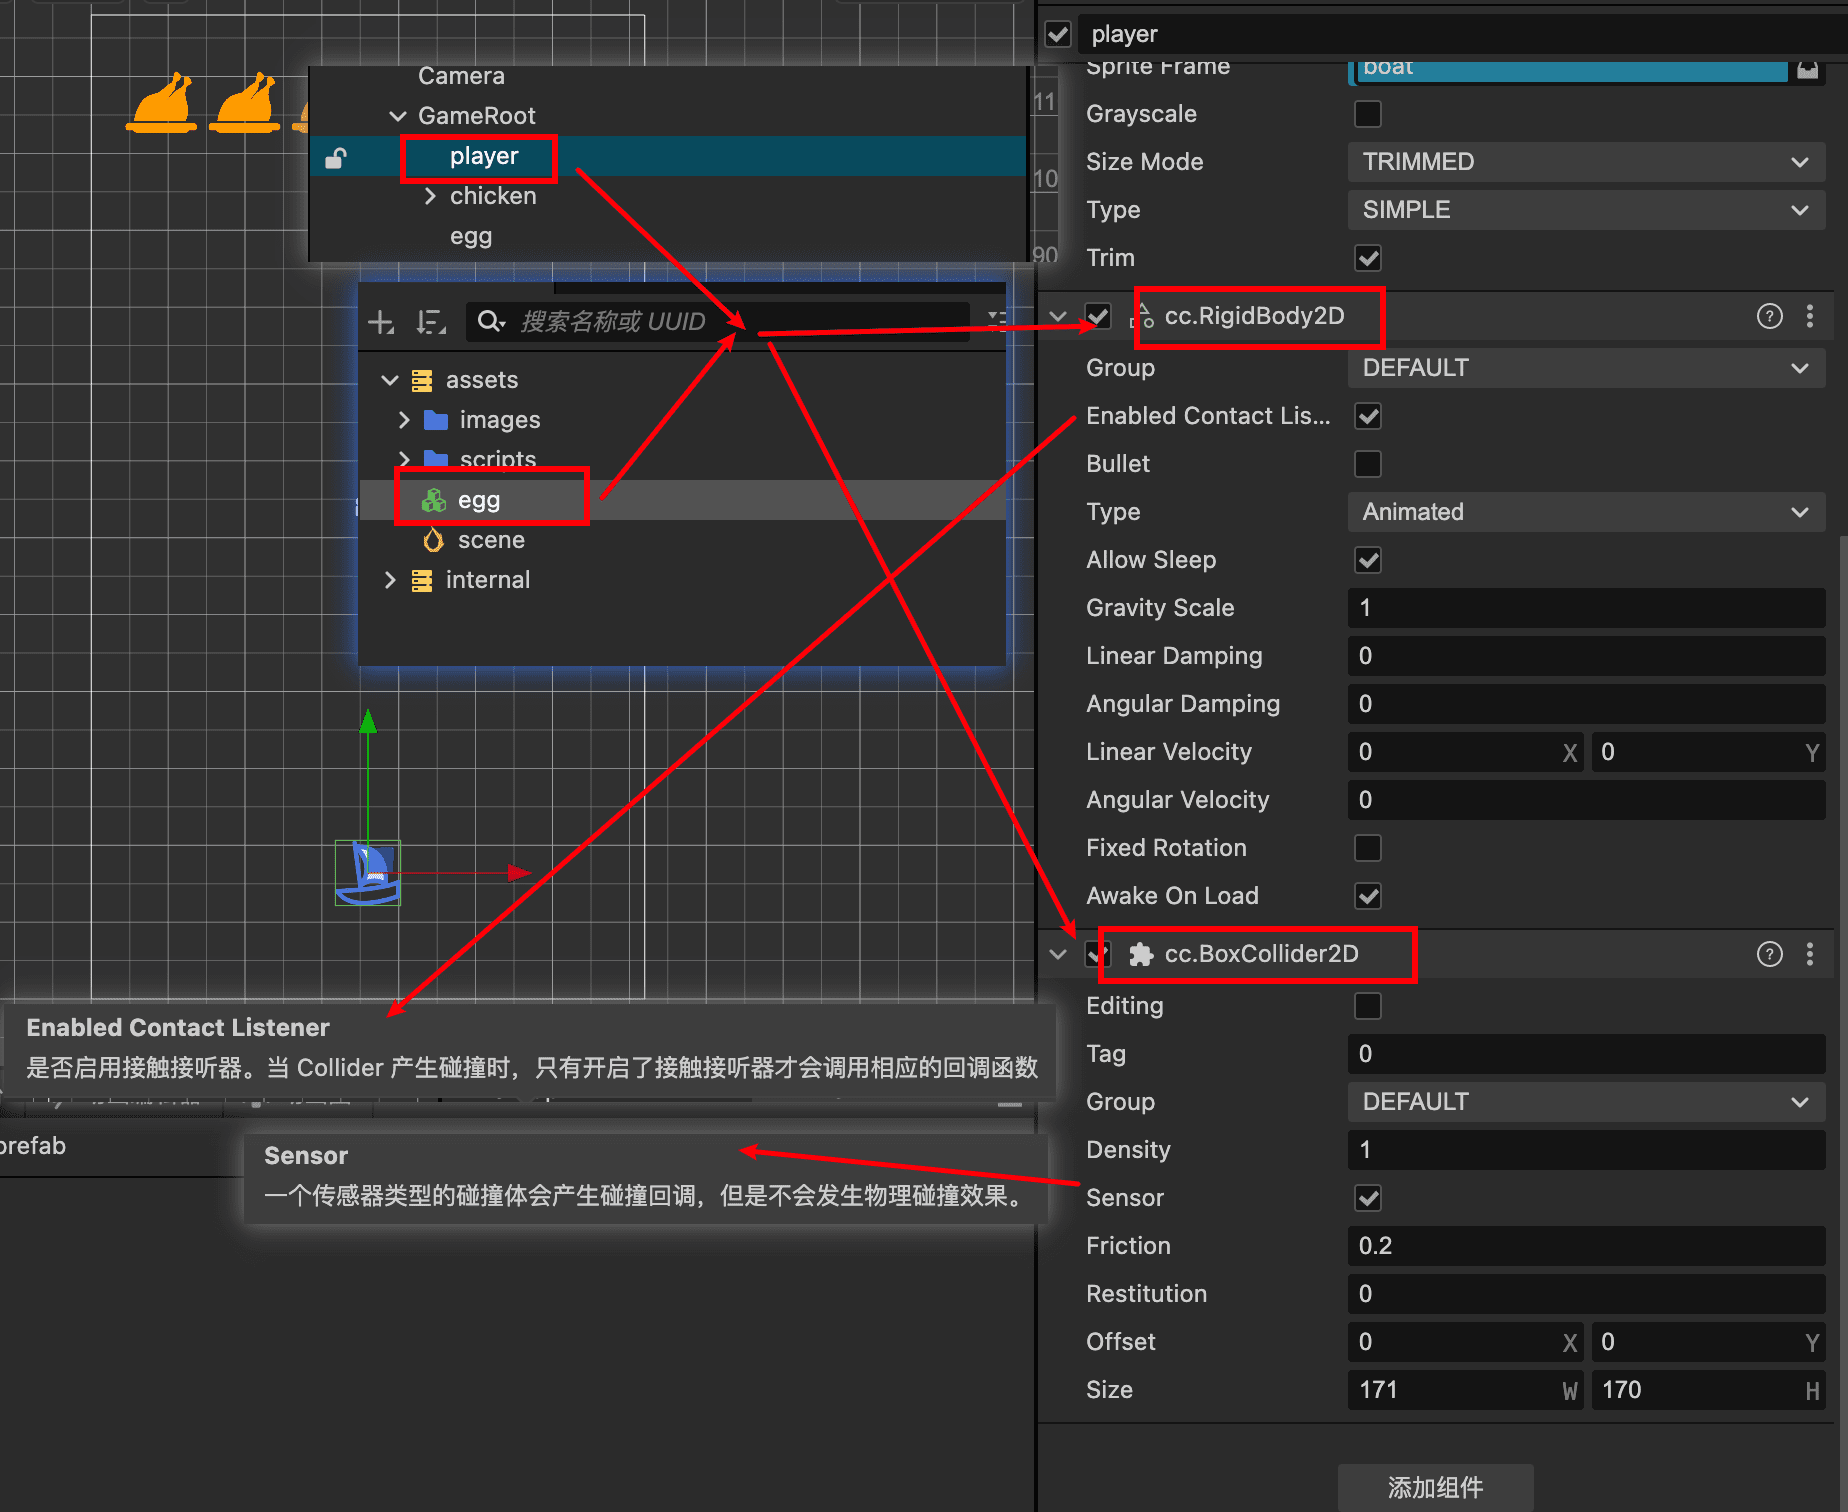 Camera
GameRoot
player
chicken
egg
11
10
90
搜索名称或 UUID
assets
images
scripts
egg
scene
internal
Enabled Contact Listener
是否启用接触接听器。当 Collider 产生碰撞时，只有开启了接触接听器才会调用相应的回调函数
prefab
Sensor
一个传感器类型的碰撞体会产生碰撞回调，但是不会发生物理碰撞效果。
player
Sprite Frame boat
Grayscale
Size Mode TRIMMED
Type SIMPLE
Trim
cc.RigidBody2D
Group DEFAULT
Enabled Contact Lis...
Bullet
Type Animated
Allow Sleep
Gravity Scale 1
Linear Damping 0
Angular Damping 0
Linear Velocity 0 X 0 Y
Angular Velocity 0
Fixed Rotation
Awake On Load
cc.BoxCollider2D
Editing
Tag 0
Group DEFAULT
Density 1
Sensor
Friction 0.2
Restitution 0
Offset 0 X 0 Y
Size 171 W 170 H
添加组件